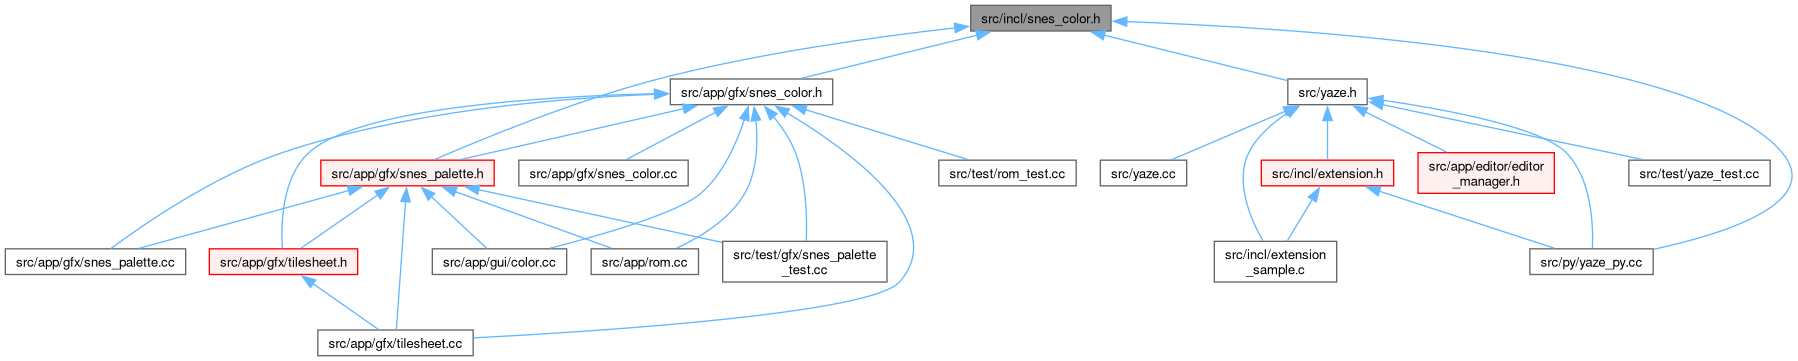 src/incl/snes_color.h
src/app/gfx/snes_color.h
src/yaze.h
src/app/gfx/snes_palette.h
src/app/gfx/snes_color.cc
src/test/rom_test.cc
src/yaze.cc
src/incl/extension.h
src/app/editor/editor
_manager.h
src/test/yaze_test.cc
src/app/gfx/snes_palette.cc
src/app/gfx/tilesheet.h
src/app/gui/color.cc
src/app/rom.cc
src/test/gfx/snes_palette
_test.cc
src/incl/extension
_sample.c
src/py/yaze_py.cc
src/app/gfx/tilesheet.cc